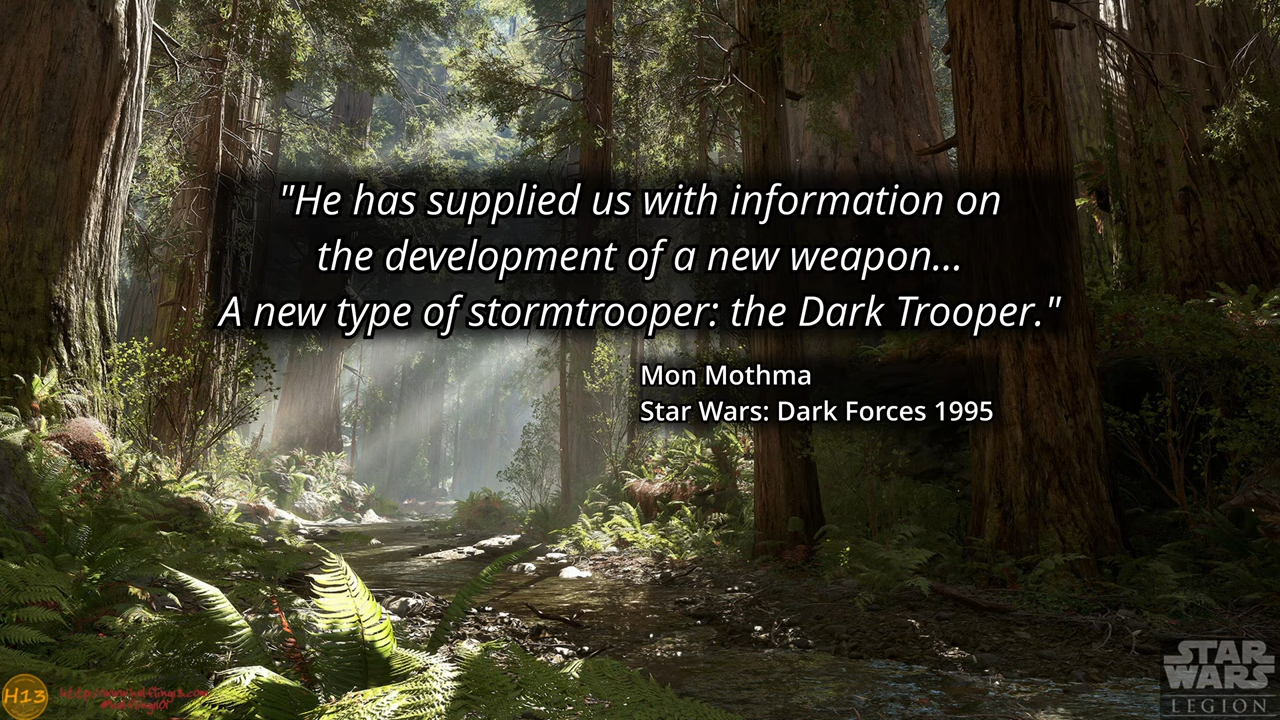 "He has supplied us with information on
the development of a new weapon...
A new type of stormtrooper: the Dark Trooper."
Mon Mothma
Star Wars: Dark Forces 1995
H13
STAR
WARS
LEGION